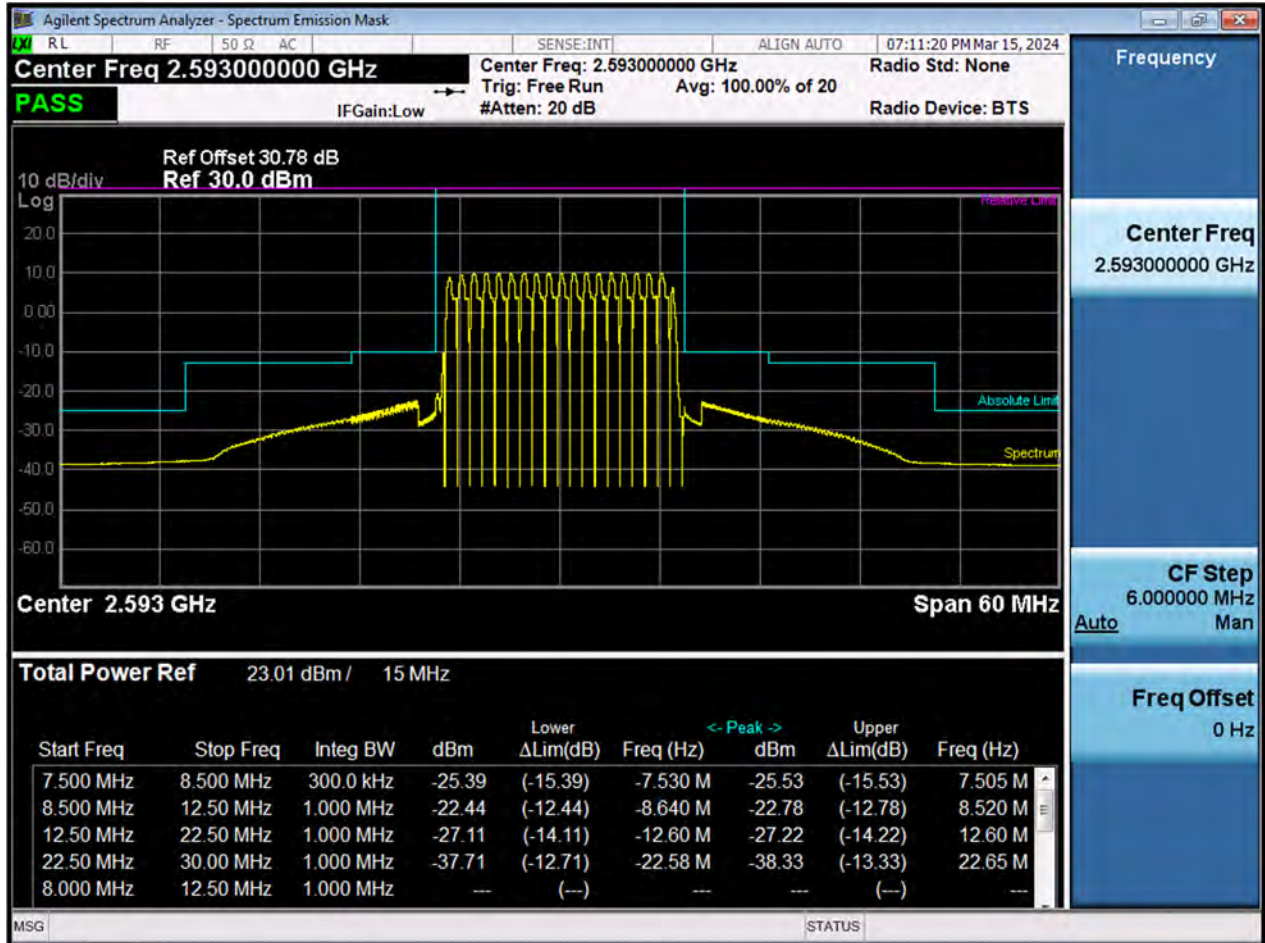 Agilent Spectrum Analyzer - Spectrum Emission Mask
LXI RL RF 50 Ω AC SENSE:INT ALIGN AUTO 07:11:20 PM Mar 15, 2024
Center Freq 2.593000000 GHz Center Freq: 2.593000000 GHz Radio Std: None
Trig: Free Run Avg: 100.00% of 20
PASS IFGain:Low #Atten: 20 dB Radio Device: BTS
Ref Offset 30.78 dB
10 dB/div Ref 30.0 dBm
Log
Relative Limit
20.0
10.0
0.00
-10.0
-20.0
Absolute Limit
-30.0
Spectrum
-40.0
-50.0
-60.0
Center 2.593 GHz Span 60 MHz
Total Power Ref 23.01 dBm / 15 MHz
Lower <- Peak -> Upper
Start Freq Stop Freq Integ BW dBm ΔLim(dB) Freq (Hz) dBm ΔLim(dB) Freq (Hz)
7.500 MHz 8.500 MHz 300.0 kHz -25.39 (-15.39) -7.530 M -25.53 (-15.53) 7.505 M
8.500 MHz 12.50 MHz 1.000 MHz -22.44 (-12.44) -8.640 M -22.78 (-12.78) 8.520 M
12.50 MHz 22.50 MHz 1.000 MHz -27.11 (-14.11) -12.60 M -27.22 (-14.22) 12.60 M
22.50 MHz 30.00 MHz 1.000 MHz -37.71 (-12.71) -22.58 M -38.33 (-13.33) 22.65 M
8.000 MHz 12.50 MHz 1.000 MHz --- (---) --- --- (---) ---
MSG STATUS
Frequency
Center Freq
2.593000000 GHz
CF Step
6.000000 MHz
Auto Man
Freq Offset
0 Hz